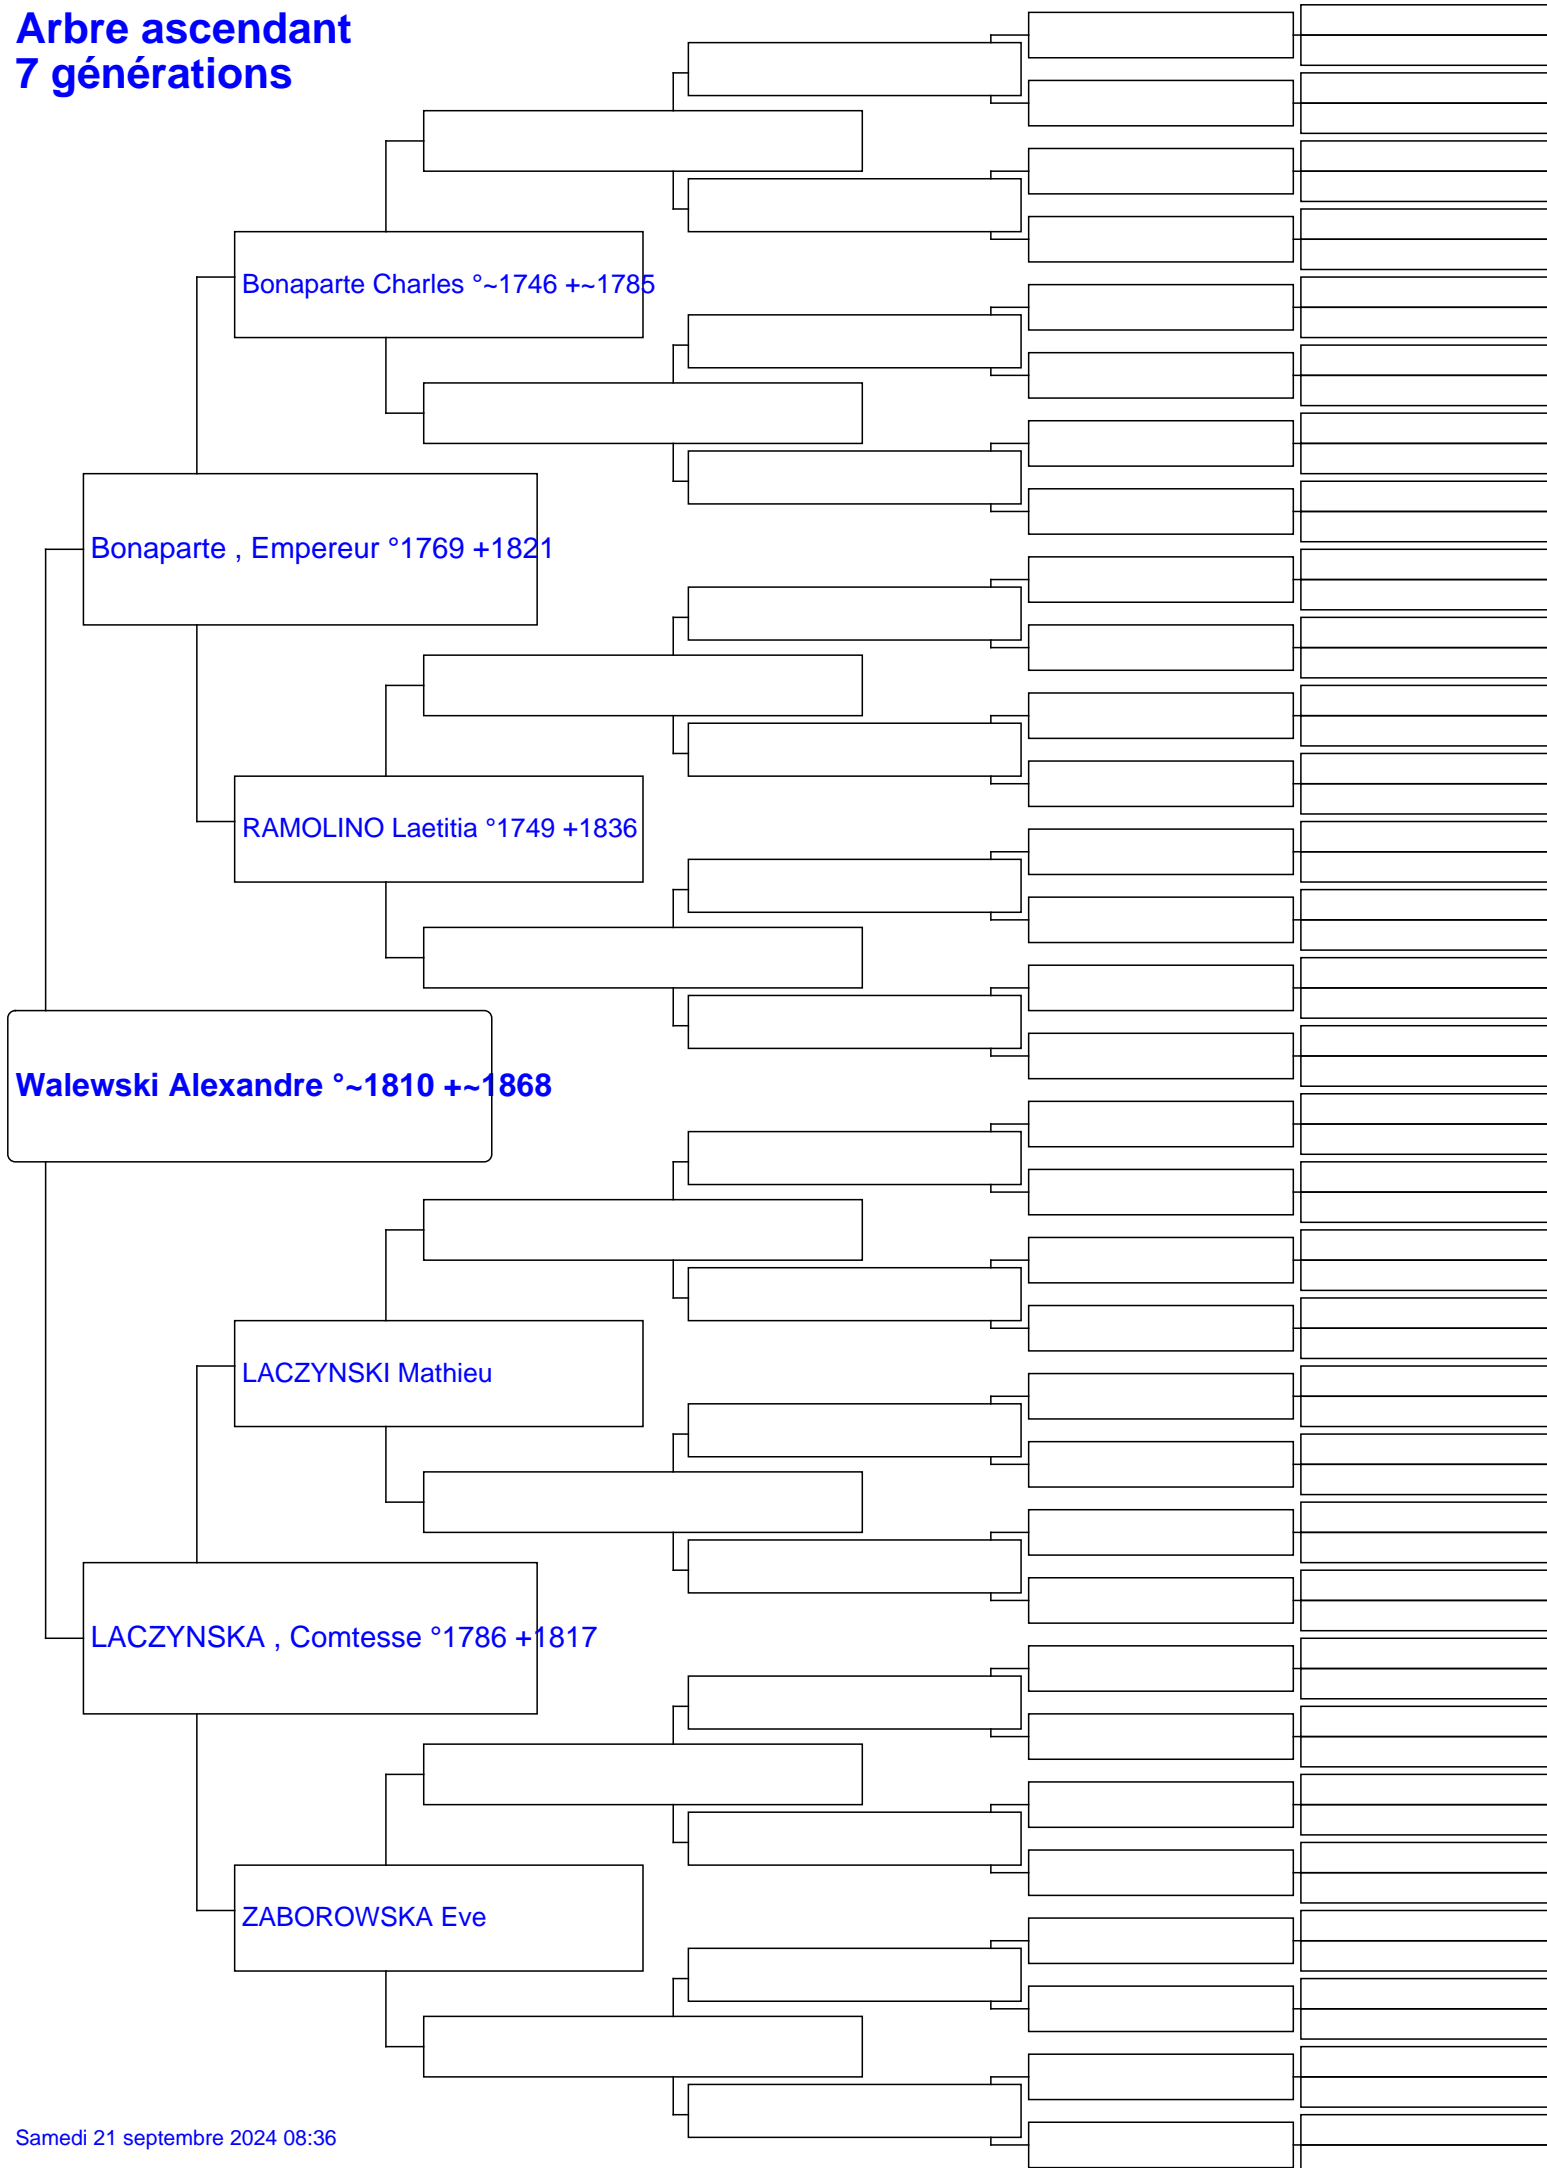 Arbre ascendant
7 générations
Bonaparte Charles °~1746 +~1785
Bonaparte , Empereur °1769 +1821
RAMOLINO Laetitia °1749 +1836
Walewski Alexandre °~1810 +~1868
LACZYNSKI Mathieu
LACZYNSKA , Comtesse °1786 +1817
ZABOROWSKA Eve
Samedi 21 septembre 2024 08:36